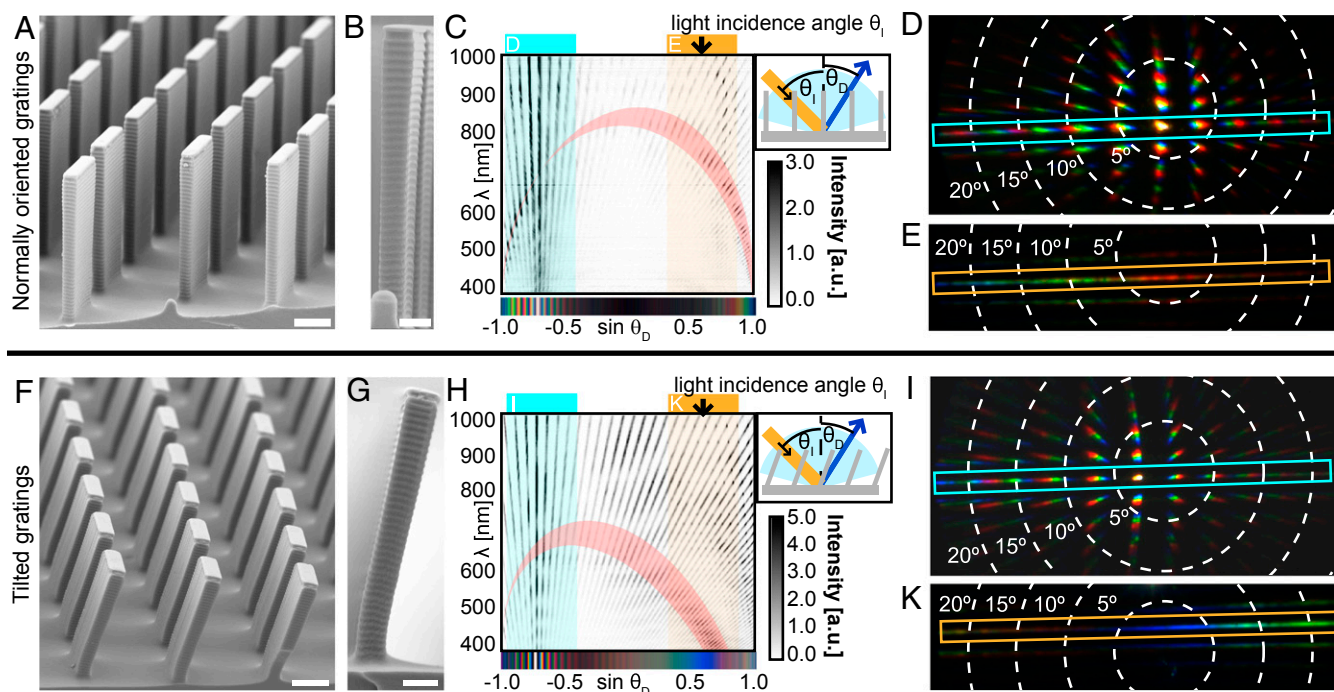 A
B
C
light incidence angle θI
D
Normally oriented gratings
D
E
1000
900
800
600
500
400
λ [nm]
θI
θD
3.0
2.0
1.0
0.0
Intensity [a.u.]
-1.0
-0.5
sin θD
0.5
1.0
5º
10º
15º
20º
E
20º
15º
10º
5º
F
G
H
light incidence angle θI
I
Tilted gratings
I
K
1000
900
800
600
500
400
λ [nm]
θI
θD
5.0
4.0
3.0
2.0
1.0
0.0
Intensity [a.u.]
-1.0
-0.5
sin θD
0.5
1.0
5º
10º
15º
20º
K
20º
15º
10º
5º